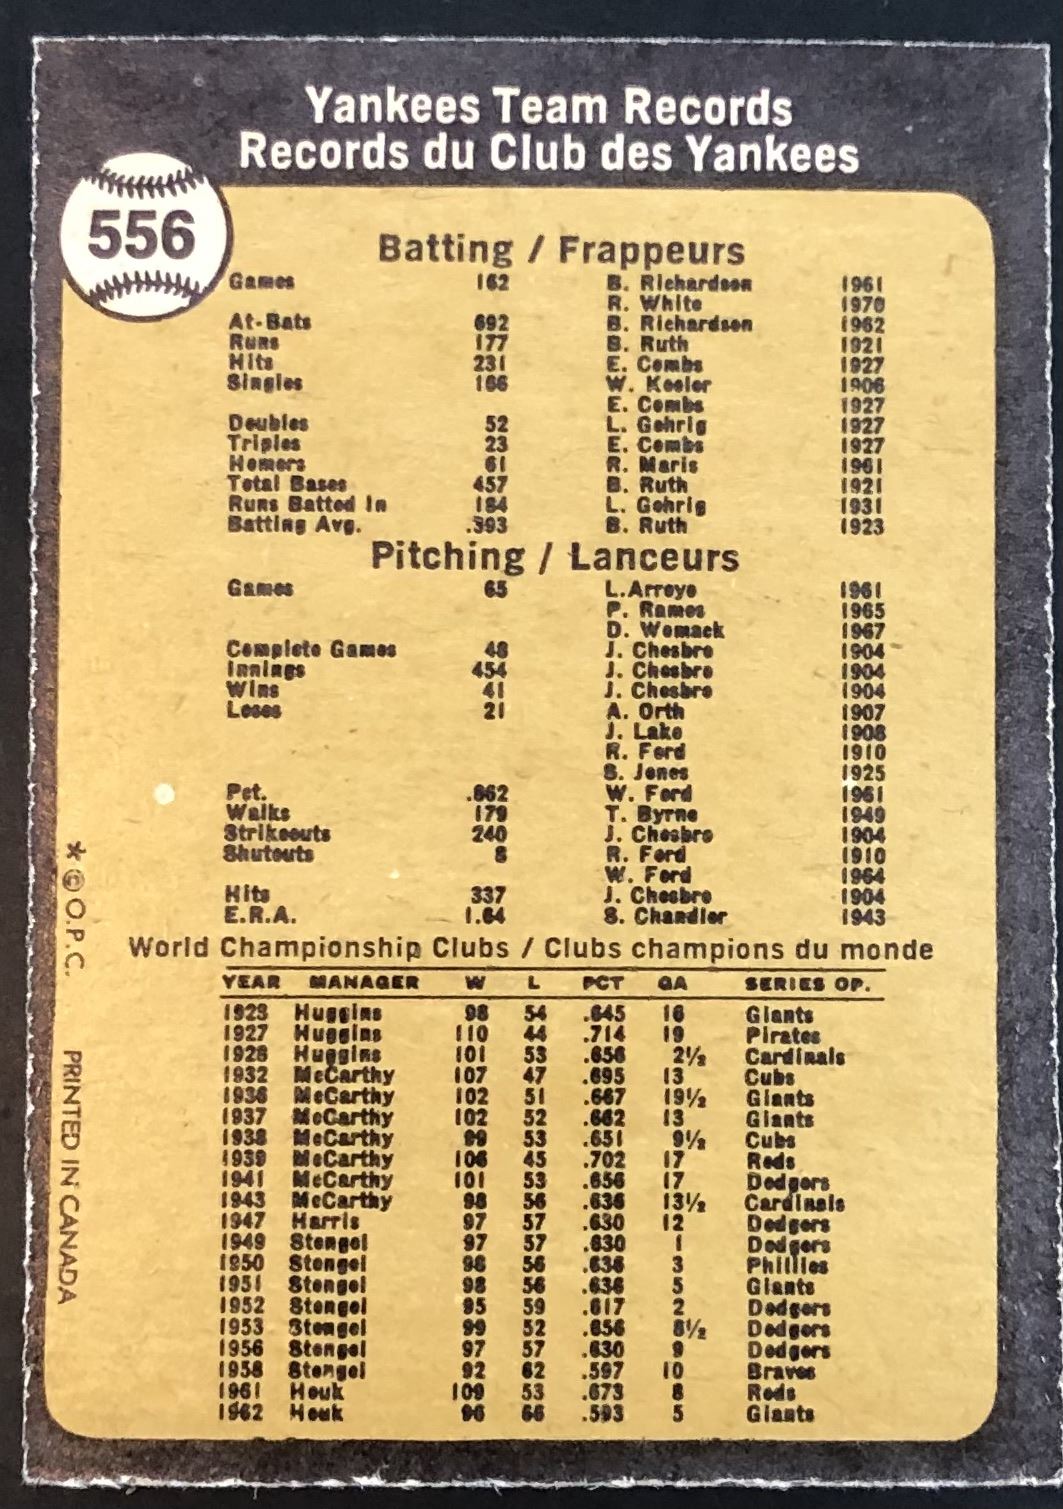 Yankees Team Records
Records du Club des Yankees
556
Batting / Frappeurs
Games 162 B. Richardson 1961
R. White 1970
At-Bats 692 B. Richardson 1962
Runs 177 B. Ruth 1921
Hits 231 E. Combs 1927
Singles 166 W. Keeler 1906
E. Combs 1927
Doubles 52 L. Gehrig 1927
Triples 23 E. Combs 1927
Homers 61 R. Maris 1961
Total Bases 457 B. Ruth 1921
Runs Batted In 184 L. Gehrig 1931
Batting Avg. .393 B. Ruth 1923
Pitching / Lanceurs
Games 65 L.Arroyo 1961
P. Ramos 1965
D. Womack 1967
Complete Games 48 J. Chesbro 1904
Innings 454 J. Chesbro 1904
Wins 41 J. Chesbro 1904
Loses 21 A. Orth 1907
J. Lake 1908
R. Ford 1910
S. Jones 1925
Pct. .862 W. Ford 1961
Walks 179 T. Byrne 1949
Strikeouts 240 J. Chesbro 1904
Shutouts 8 R. Ford 1910
W. Ford 1964
Hits 337 J. Chesbro 1904
E.R.A. 1.64 S. Chandler 1943
World Championship Clubs / Clubs champions du monde
YEAR MANAGER W L PCT GA SERIES OP.
1923 Huggins 98 54 .645 16 Giants
1927 Huggins 110 44 .714 19 Pirates
1928 Huggins 101 53 .656 2½ Cardinals
1932 McCarthy 107 47 .695 13 Cubs
1936 McCarthy 102 51 .667 19½ Giants
1937 McCarthy 102 52 .662 13 Giants
1938 McCarthy 99 53 .651 9½ Cubs
1939 McCarthy 106 45 .702 17 Reds
1941 McCarthy 101 53 .656 17 Dodgers
1943 McCarthy 98 56 .636 13½ Cardinals
1947 Harris 97 57 .630 12 Dodgers
1949 Stengel 97 57 .630 1 Dodgers
1950 Stengel 98 56 .636 3 Phillies
1951 Stengel 98 56 .636 5 Giants
1952 Stengel 95 59 .617 2 Dodgers
1953 Stengel 99 52 .656 8½ Dodgers
1956 Stengel 97 57 .630 9 Dodgers
1958 Stengel 92 62 .597 10 Braves
1961 Houk 109 53 .673 8 Reds
1962 Houk 96 66 .593 5 Giants
* © O.P.C. PRINTED IN CANADA